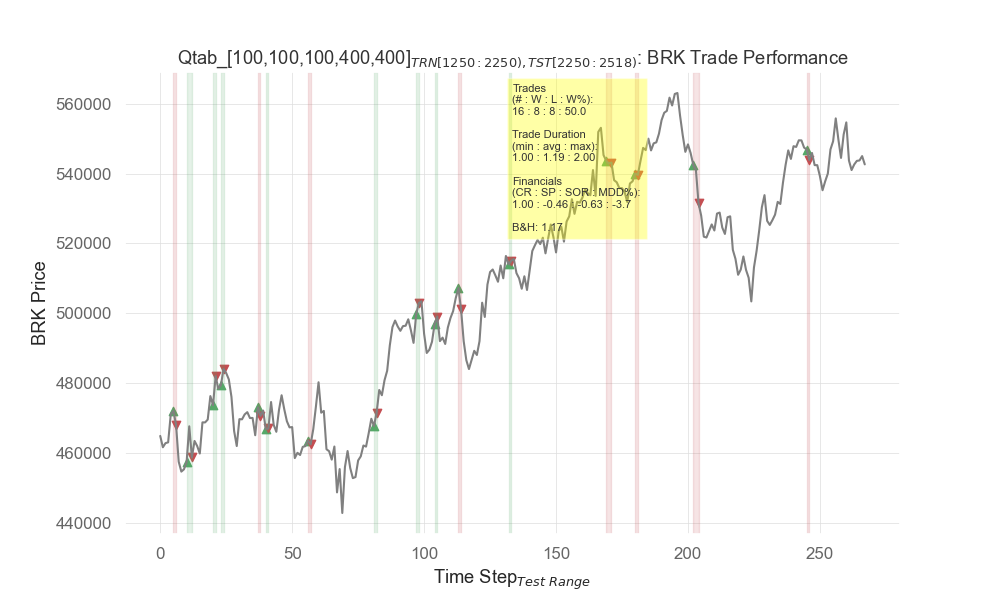 Qtab_[100,100,100,400,400]TRN[1250:2250),TST[2250:2518): BRK Trade Performance
Trades
(# : W : L : W%):
16 : 8 : 8 : 50.0
Trade Duration
(min : avg : max):
1.00 : 1.19 : 2.00
Financials
(CR : SP : SOR : MDD%):
1.00 : -0.46 : -0.63 : -3.7
B&H: 1.17
560000
540000
520000
500000
480000
460000
440000
BRK Price
0 50 100 150 200 250
Time Step Test Range